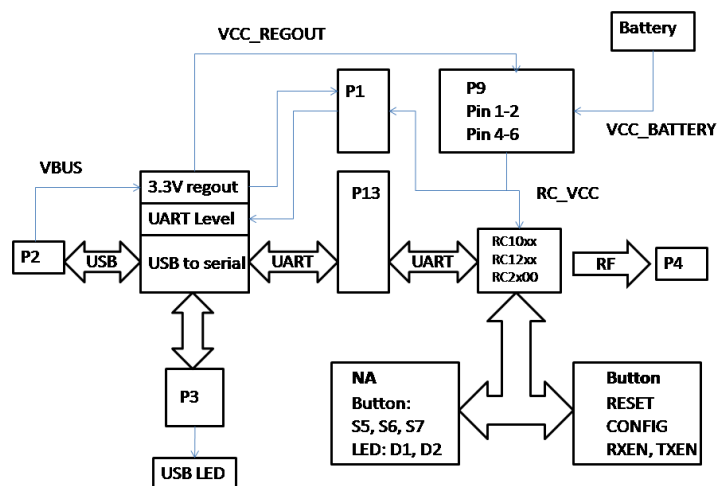 VCC_REGOUT
Battery
P1
P9
Pin 1-2
Pin 4-6
VCC_BATTERY
VBUS
3.3V regout
P13
RC_VCC
UART Level
P2
USB
USB to serial
UART
UART
RC10xx
RC12xx
RC2x00
RF
P4
P3
NA
Button:
S5, S6, S7
LED: D1, D2
Button
RESET
CONFIG
RXEN, TXEN
USB LED